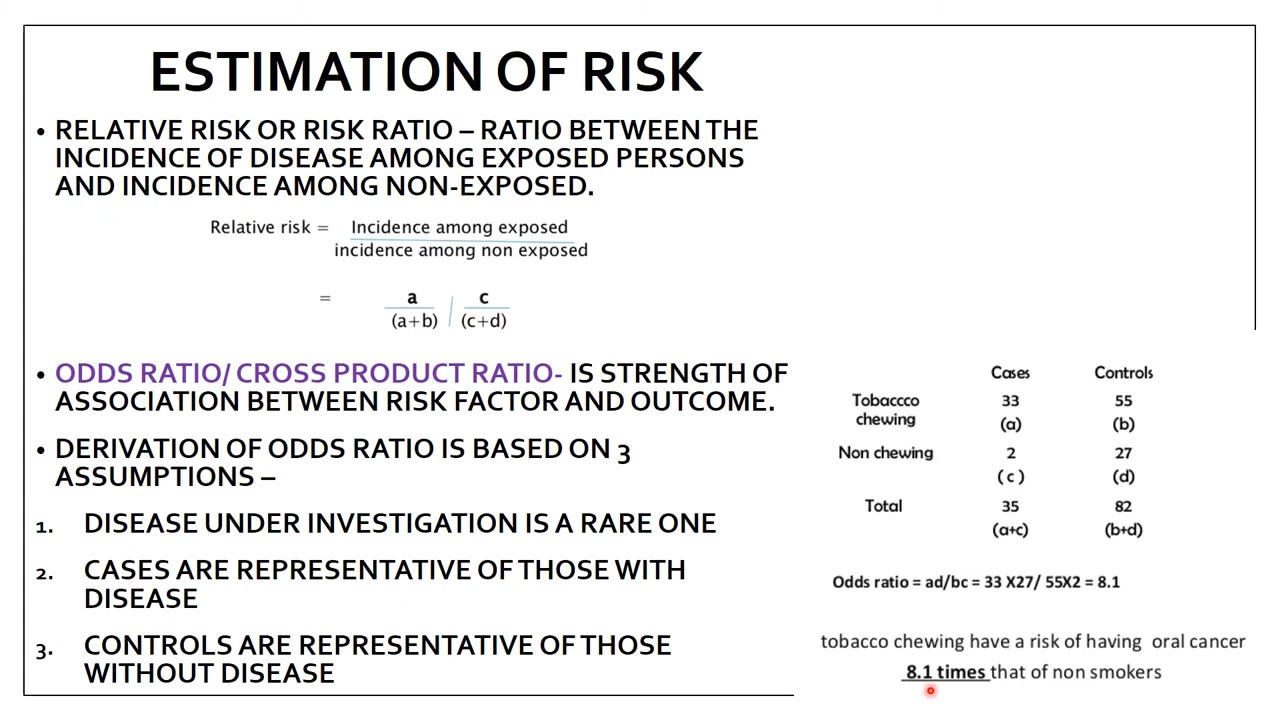 ESTIMATION OF RISK
• RELATIVE RISK OR RISK RATIO – RATIO BETWEEN THE
INCIDENCE OF DISEASE AMONG EXPOSED PERSONS
AND INCIDENCE AMONG NON-EXPOSED.
Relative risk = Incidence among exposed
incidence among non exposed
= a / c
(a+b) (c+d)
• ODDS RATIO/ CROSS PRODUCT RATIO- IS STRENGTH OF
ASSOCIATION BETWEEN RISK FACTOR AND OUTCOME.
• DERIVATION OF ODDS RATIO IS BASED ON 3
ASSUMPTIONS –
1. DISEASE UNDER INVESTIGATION IS A RARE ONE
2. CASES ARE REPRESENTATIVE OF THOSE WITH
DISEASE
3. CONTROLS ARE REPRESENTATIVE OF THOSE
WITHOUT DISEASE
Cases Controls
Tobaccco 33 55
chewing (a) (b)
Non chewing 2 27
( c ) (d)
Total 35 82
(a+c) (b+d)
Odds ratio = ad/bc = 33 X27/ 55X2 = 8.1
tobacco chewing have a risk of having oral cancer
8.1 times that of non smokers